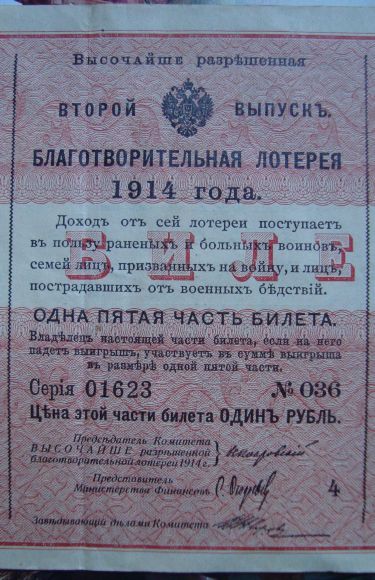 Высочайше разрѣшенная
ВТОРОЙ ВЫПУСКЪ.
БЛАГОТВОРИТЕЛЬНАЯ ЛОТЕРЕЯ
1914 года.
Доходъ отъ сей лотереи поступаетъ
въ пользу раненыхъ и больныхъ воиновъ,
семей лицъ, призванныхъ на войну, и лицъ,
пострадавшихъ отъ военныхъ бѣдствій.
БИЛЕ
ОДНА ПЯТАЯ ЧАСТЬ БИЛЕТА.
Владѣлецъ настоящей части билета, если на него
падетъ выигрышъ, участвуетъ въ суммѣ выигрыша
въ размѣрѣ одной пятой части.
Серія 01623 № 036
Цѣна этой части билета ОДИНЪ РУБЛЬ.
Предсѣдатель Комитета
ВЫСОЧАЙШЕ разрѣшенной
благотворительной лотереи 1914 г.
Представитель
Министерства Финансовъ
4
Завѣдывающій дѣлами Комитета